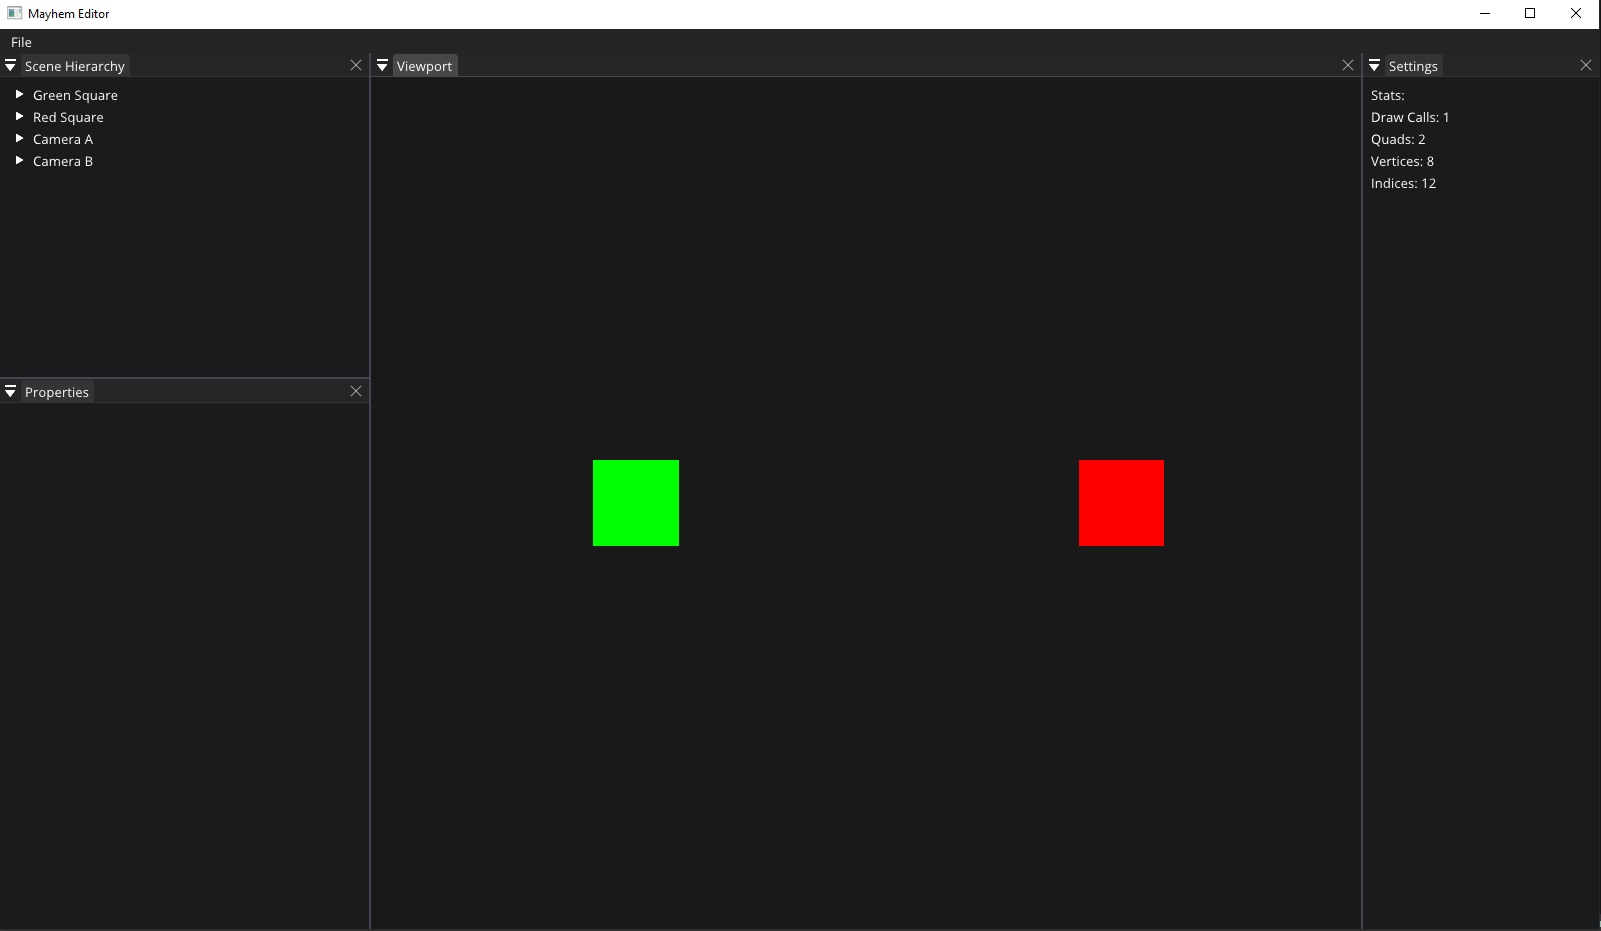 Mayhem Editor
File
Scene Hierarchy
Green Square
Red Square
Camera A
Camera B
Properties
Viewport
Settings
Stats:
Draw Calls: 1
Quads: 2
Vertices: 8
Indices: 12